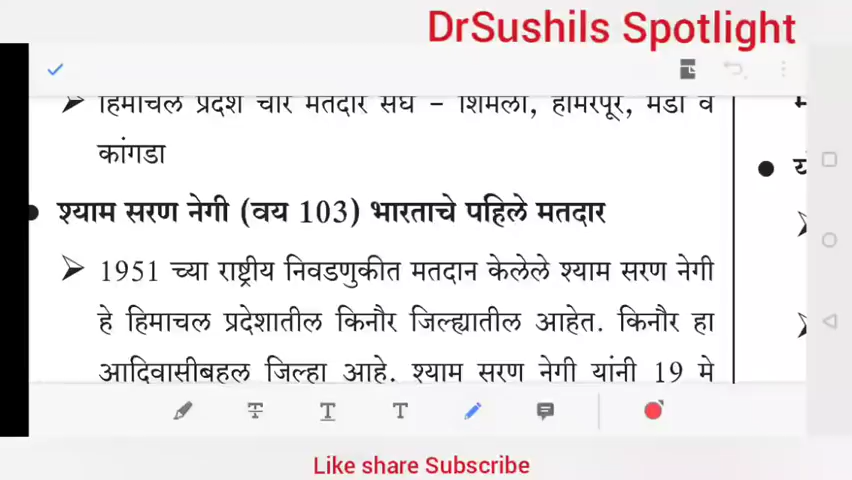 DrSushils Spotlight
➤ हिमाचल प्रदेश चार मतदार संघ – शिमला, हमिरपूर, मंडी व
कांगडा
• श्याम सरण नेगी (वय 103) भारताचे पहिले मतदार
➤ 1951 च्या राष्ट्रीय निवडणुकीत मतदान केलेले श्याम सरण नेगी
हे हिमाचल प्रदेशातील किनौर जिल्ह्यातील आहेत. किनौर हा
आदिवासीबहुल जिल्हा आहे. श्याम सरण नेगी यांनी 19 मे
Like share Subscribe